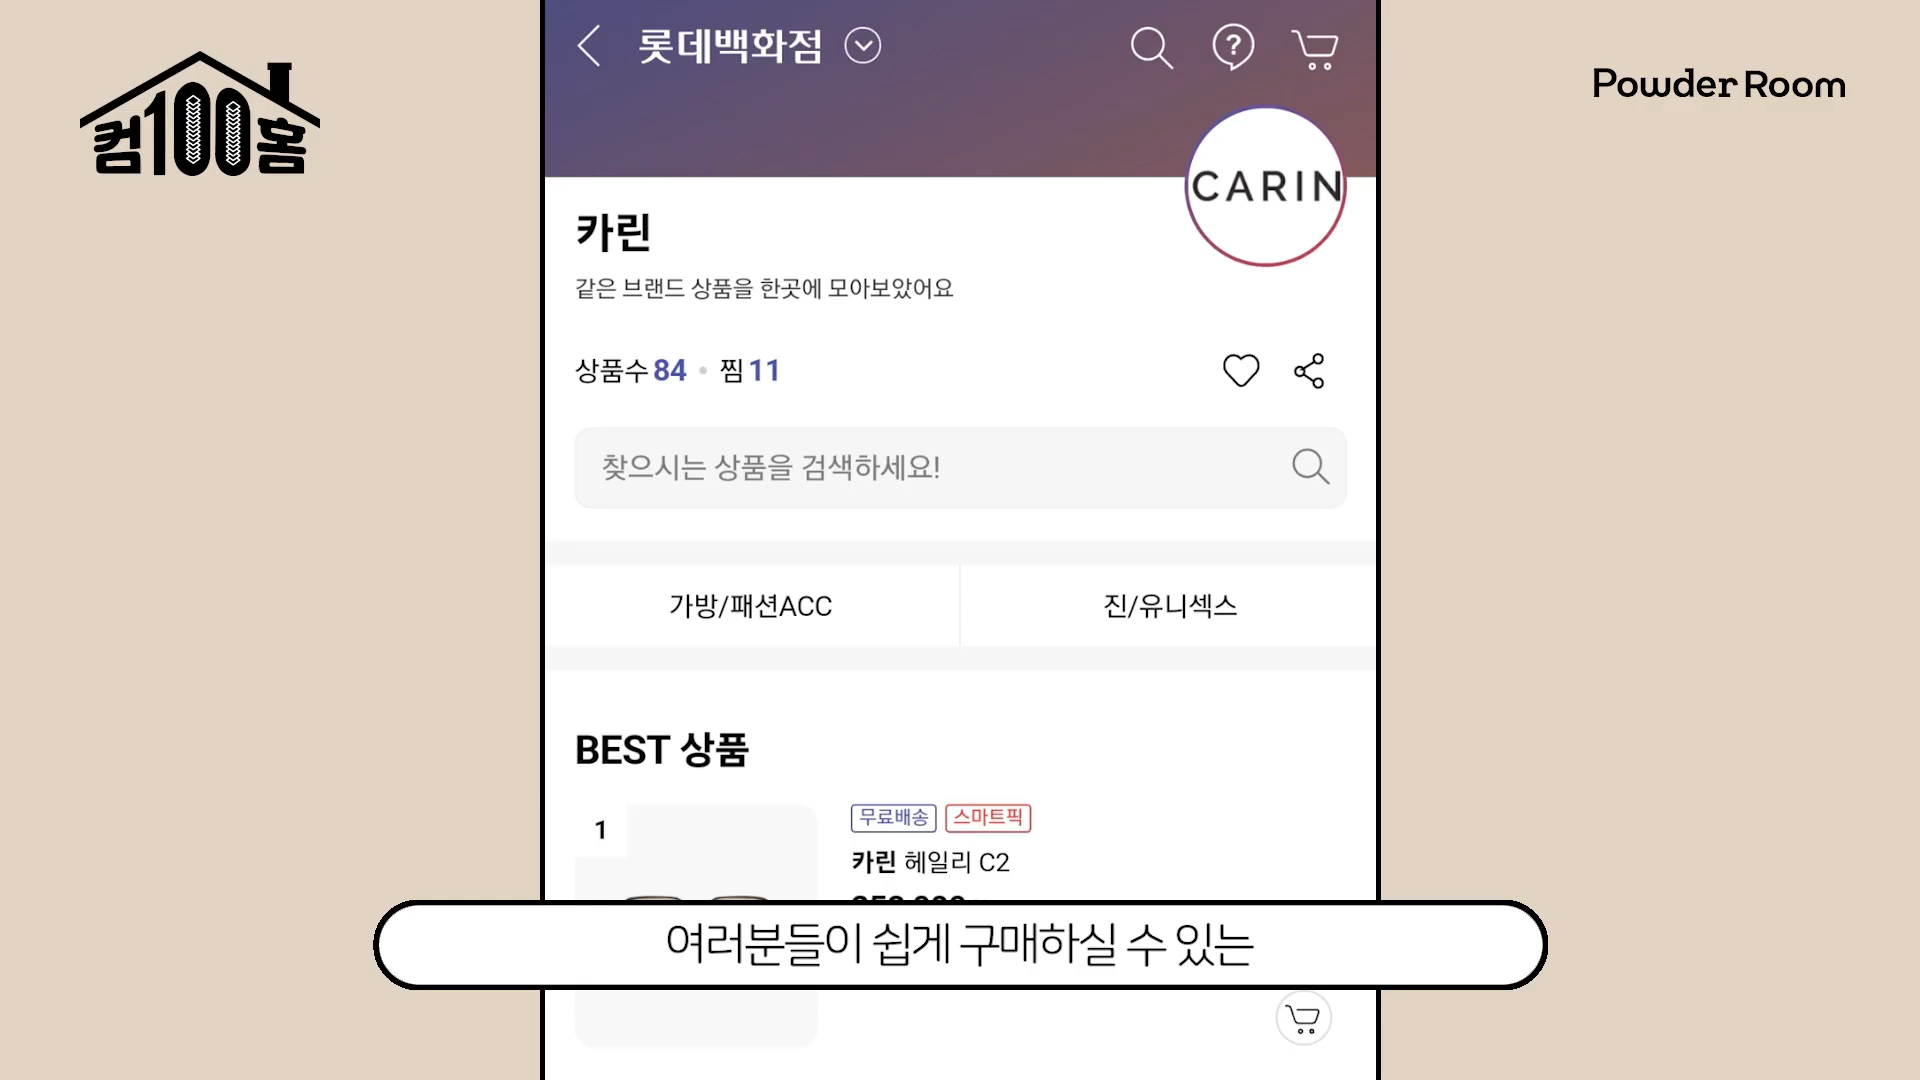 컴100홈
Powder Room
롯데백화점
CARIN
카린
같은 브랜드 상품을 한곳에 모아보았어요
상품수 84 • 찜 11
찾으시는 상품을 검색하세요!
가방/패션ACC
진/유니섹스
BEST 상품
1
무료배송 스마트픽
카린 헤일리 C2
여러분들이 쉽게 구매하실 수 있는